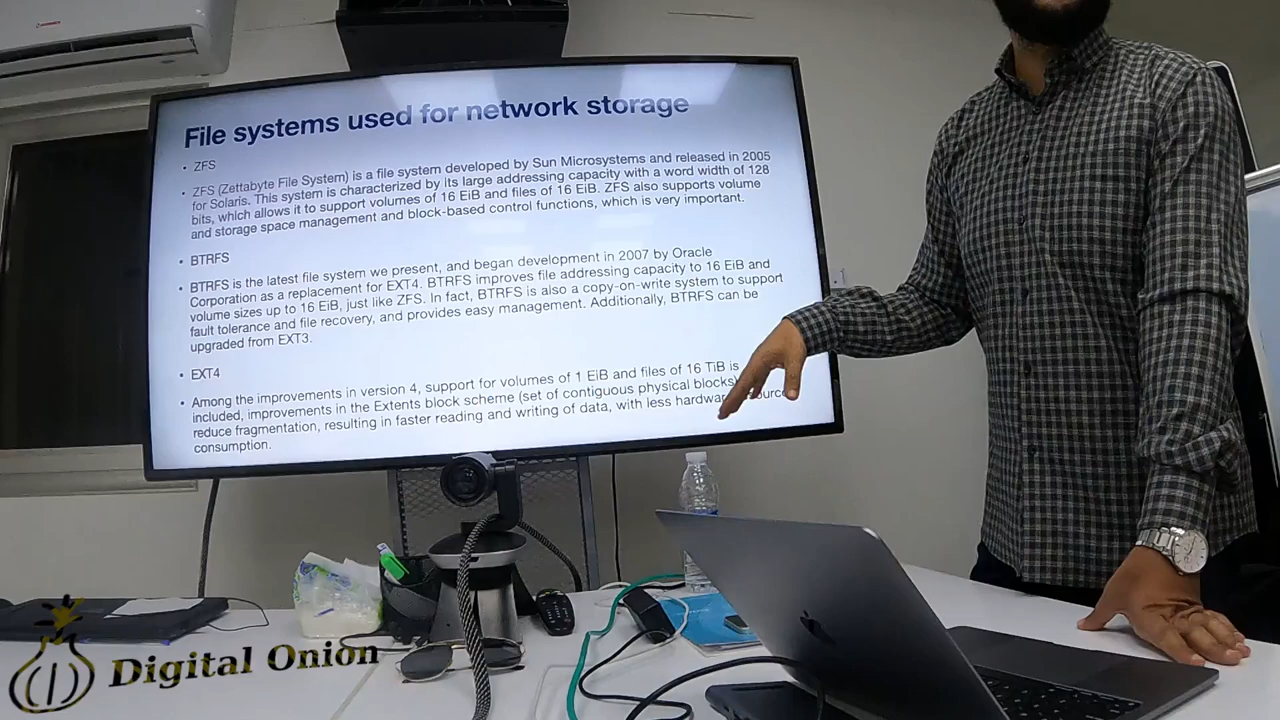 File systems used for network storage
• ZFS
• ZFS (Zettabyte File System) is a file system developed by Sun Microsystems and released in 2005
for Solaris. This system is characterized by its large addressing capacity with a word width of 128
bits, which allows it to support volumes of 16 EiB and files of 16 EiB. ZFS also supports volume
and storage space management and block-based control functions, which is very important.
• BTRFS
• BTRFS is the latest file system we present, and began development in 2007 by Oracle
Corporation as a replacement for EXT4. BTRFS improves file addressing capacity to 16 EiB and
volume sizes up to 16 EiB, just like ZFS. In fact, BTRFS is also a copy-on-write system to support
fault tolerance and file recovery, and provides easy management. Additionally, BTRFS can be
upgraded from EXT3.
• EXT4
• Among the improvements in version 4, support for volumes of 1 EiB and files of 16 TiB is
included, improvements in the Extents block scheme (set of contiguous physical blocks)
reduce fragmentation, resulting in faster reading and writing of data, with less hardware
consumption.
Digital Onion